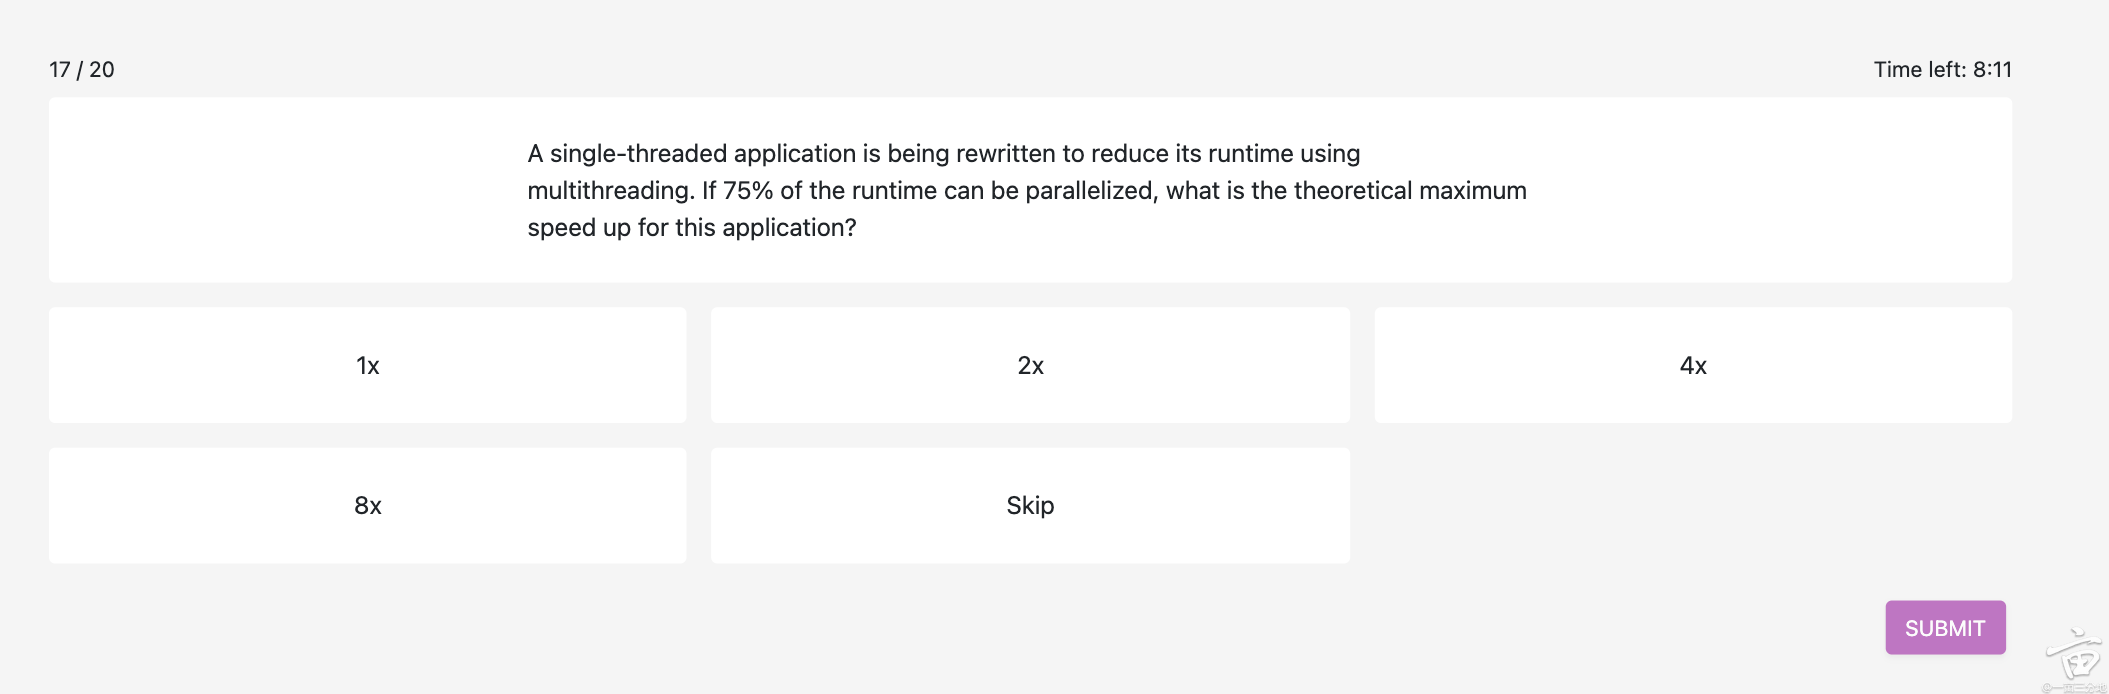 17 / 20
Time left: 8:11
A single-threaded application is being rewritten to reduce its runtime using
multithreading. If 75% of the runtime can be parallelized, what is the theoretical maximum
speed up for this application?
1x
2x
4x
8x
Skip
SUBMIT